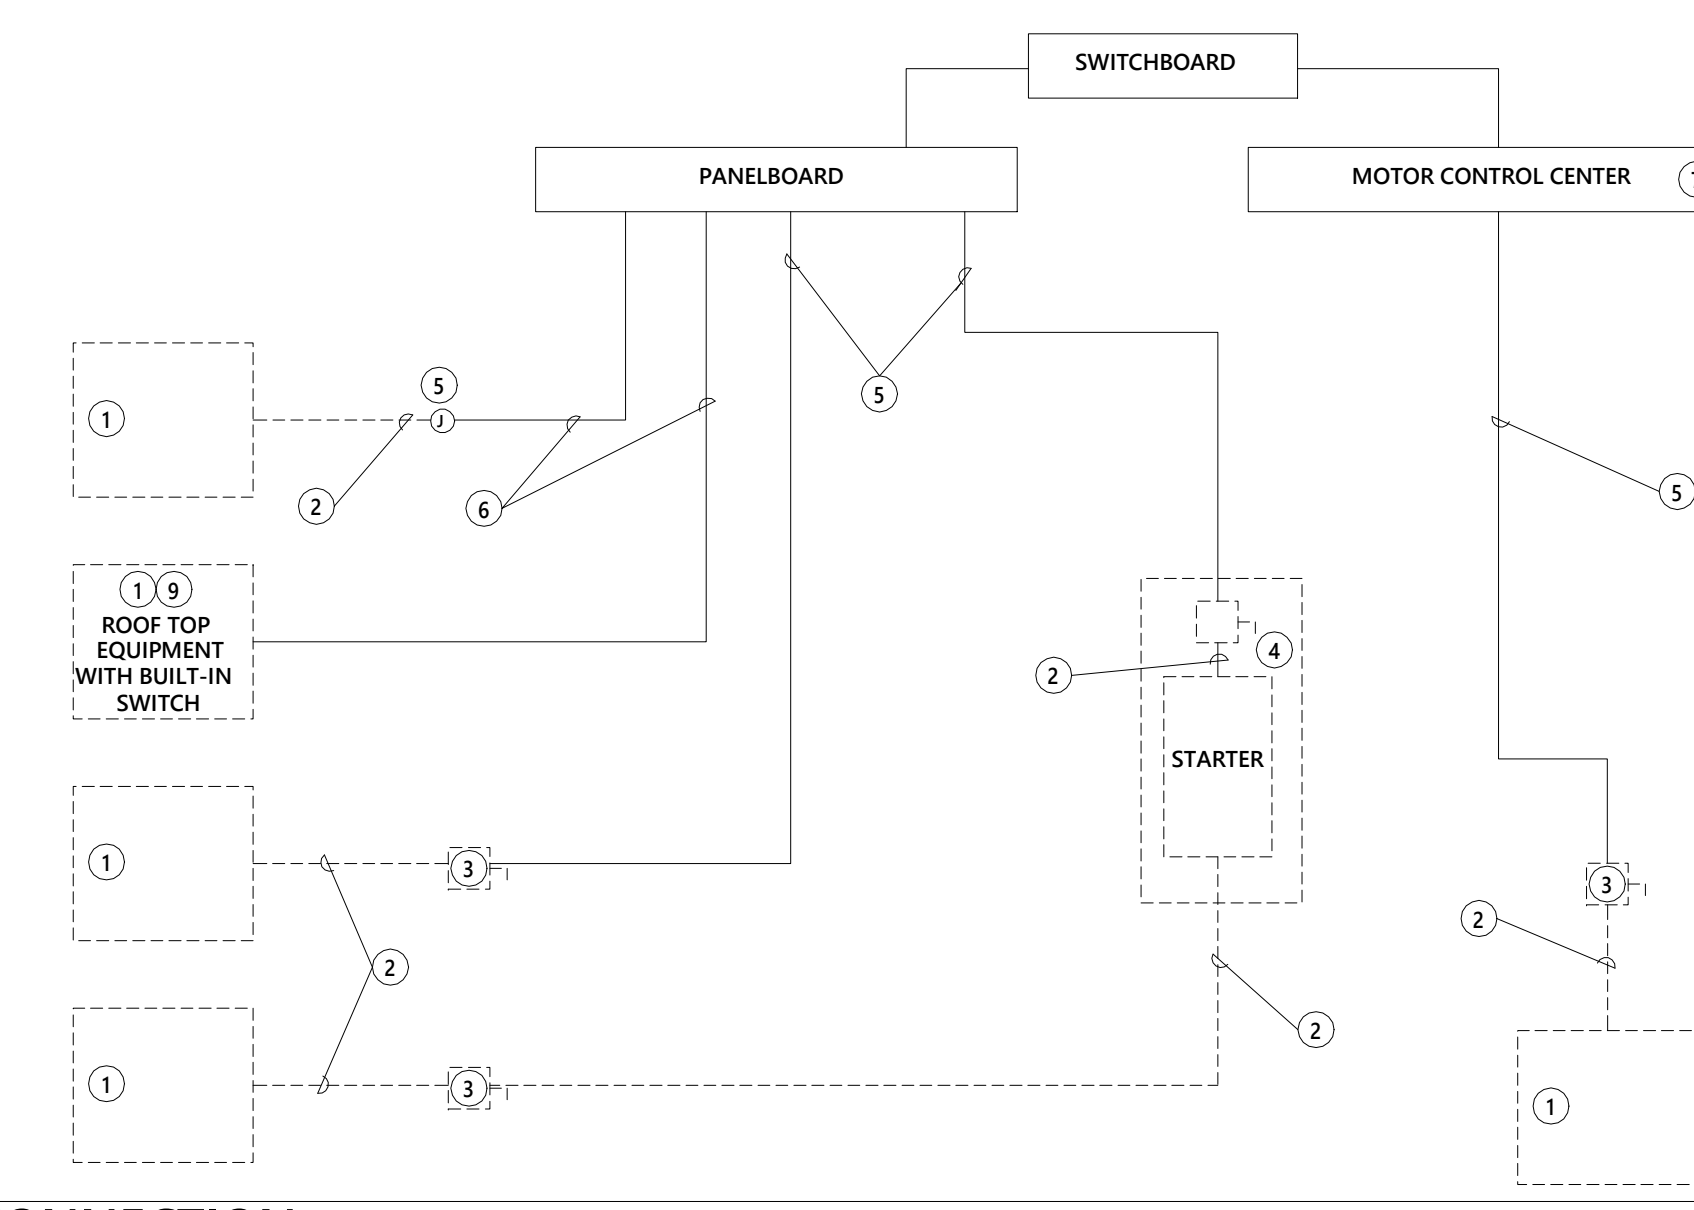 SWITCHBOARD
PANELBOARD
MOTOR CONTROL CENTER
5
1
J
5
2
6
5
1 9
ROOF TOP
EQUIPMENT
WITH BUILT-IN
SWITCH
4
2
STARTER
1
3
3
2
2
2
1
3
1